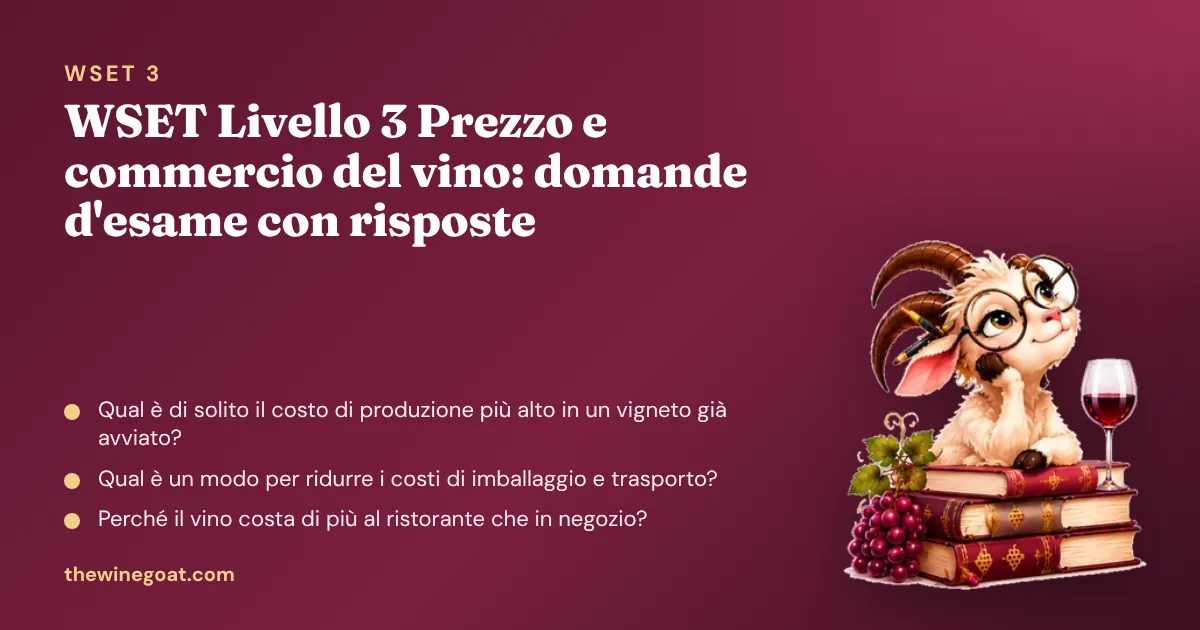 WSET 3
WSET Livello 3 Prezzo e
commercio del vino: domande
d'esame con risposte
Qual è di solito il costo di produzione più alto in un vigneto già
avviato?
Qual è un modo per ridurre i costi di imballaggio e trasporto?
Perché il vino costa di più al ristorante che in negozio?
thewinegoat.com